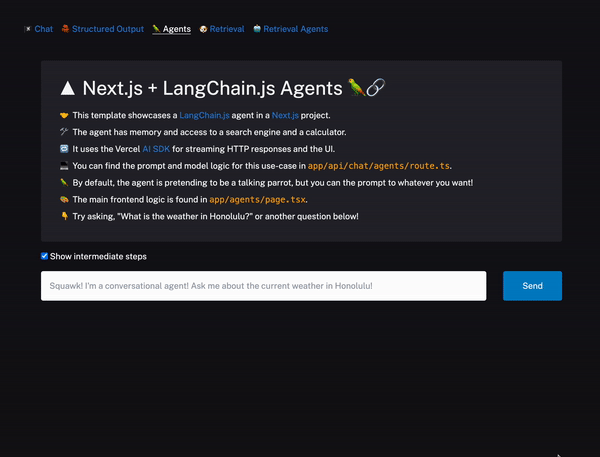 🏴‍☠️ Chat 🧱 Structured Output 🦜 Agents 🐶 Retrieval 🤖 Retrieval Agents
▲ Next.js + LangChain.js Agents 🦜🔗
🤝 This template showcases a LangChain.js agent in a Next.js project.
🛠️ The agent has memory and access to a search engine and a calculator.
🔁 It uses the Vercel AI SDK for streaming HTTP responses and the UI.
💻 You can find the prompt and model logic for this use-case in app/api/chat/agents/route.ts.
🦜 By default, the agent is pretending to be a talking parrot, but you can the prompt to whatever you want!
🎨 The main frontend logic is found in app/agents/page.tsx.
👇 Try asking, "What is the weather in Honolulu?" or another question below!
Show intermediate steps
Squawk! I'm a conversational agent! Ask me about the current weather in Honolulu!
Send